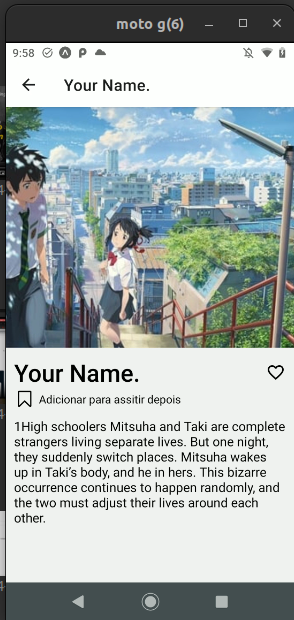 moto g(6)
9:58
Your Name.
Your Name.
Adicionar para assitir depois
1High schoolers Mitsuha and Taki are complete
strangers living separate lives. But one night,
they suddenly switch places. Mitsuha wakes
up in Taki's body, and he in hers. This bizarre
occurrence continues to happen randomly, and
the two must adjust their lives around each
other.